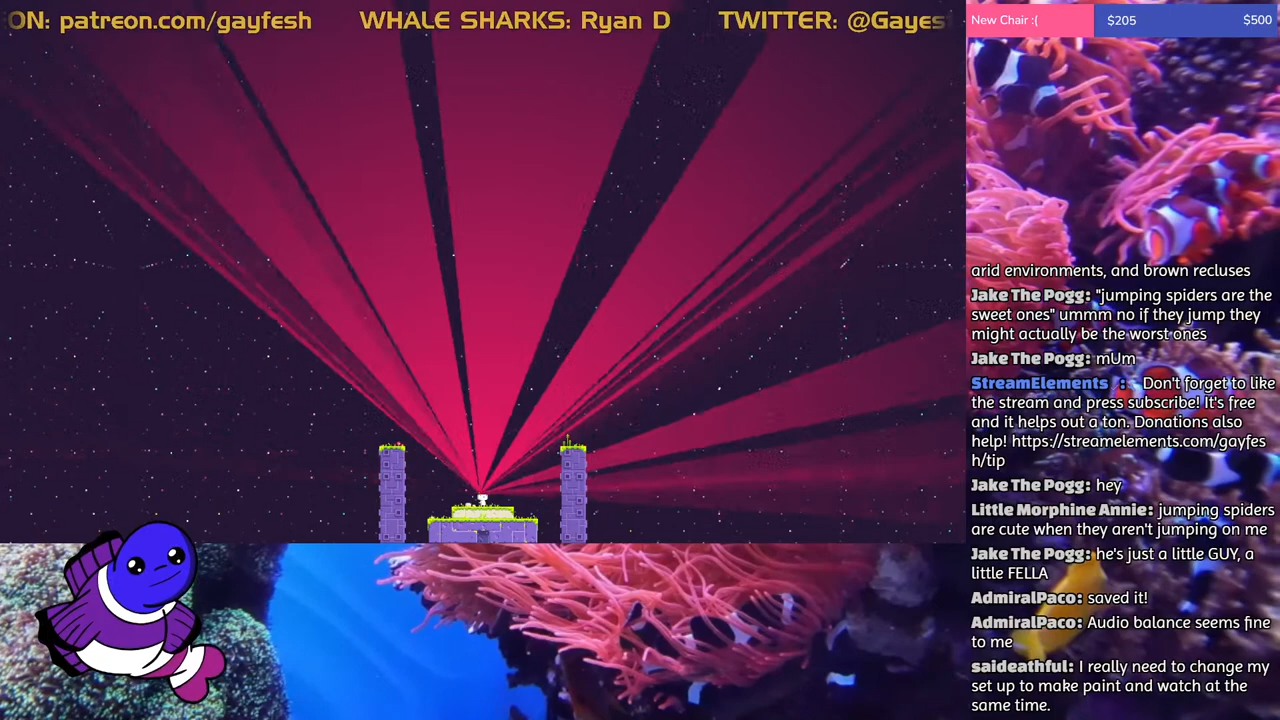 ON: patreon.com/gayfesh WHALE SHARKS: Ryan D TWITTER: @Gayes
New Chair :( $205 $500
arid environments, and brown recluses
Jake The Pogg: "jumping spiders are the
sweet ones" ummm no if they jump they
might actually be the worst ones
Jake The Pogg: mUm
StreamElements : Don't forget to like
the stream and press subscribe! It's free
and it helps out a ton. Donations also
help! https://streamelements.com/gayfes
h/tip
Jake The Pogg: hey
Little Morphine Annie: jumping spiders
are cute when they aren't jumping on me
Jake The Pogg: he's just a little GUY, a
little FELLA
AdmiralPaco: saved it!
AdmiralPaco: Audio balance seems fine
to me
saideathful: I really need to change my
set up to make paint and watch at the
same time.